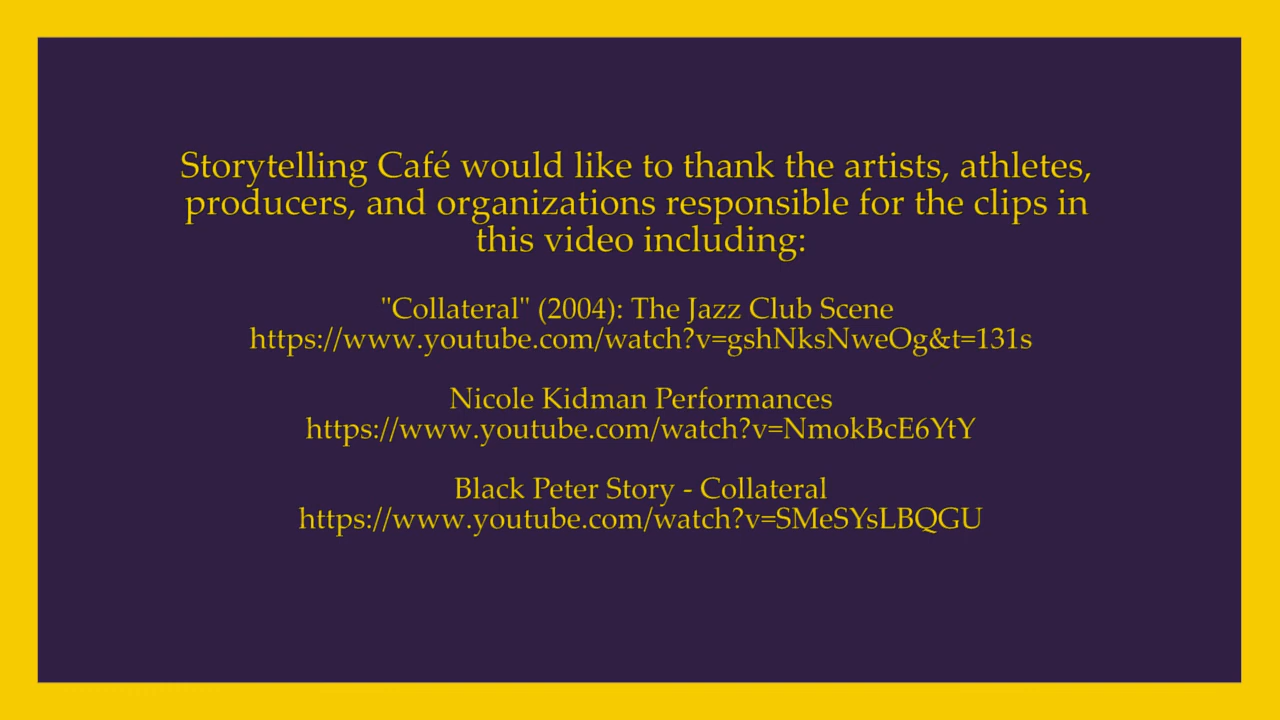 Storytelling Café would like to thank the artists, athletes,
producers, and organizations responsible for the clips in
this video including:
"Collateral" (2004): The Jazz Club Scene
https://www.youtube.com/watch?v=gshNksNweOg&t=131s
Nicole Kidman Performances
https://www.youtube.com/watch?v=NmokBcE6YtY
Black Peter Story - Collateral
https://www.youtube.com/watch?v=SMeSYsLBQGU